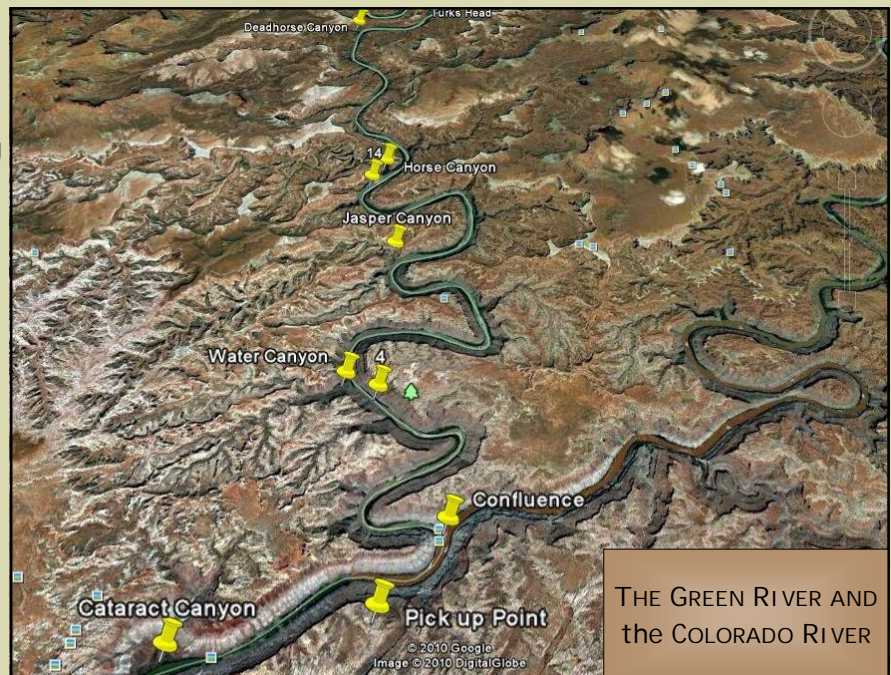 Turks Head
Deadhorse Canyon
14
Horse Canyon
Jasper Canyon
Water Canyon
4
Confluence
Cataract Canyon
Pick up Point
© 2010 Google
Image © 2010 DigitalGlobe
THE GREEN RIVER AND
the COLORADO RIVER